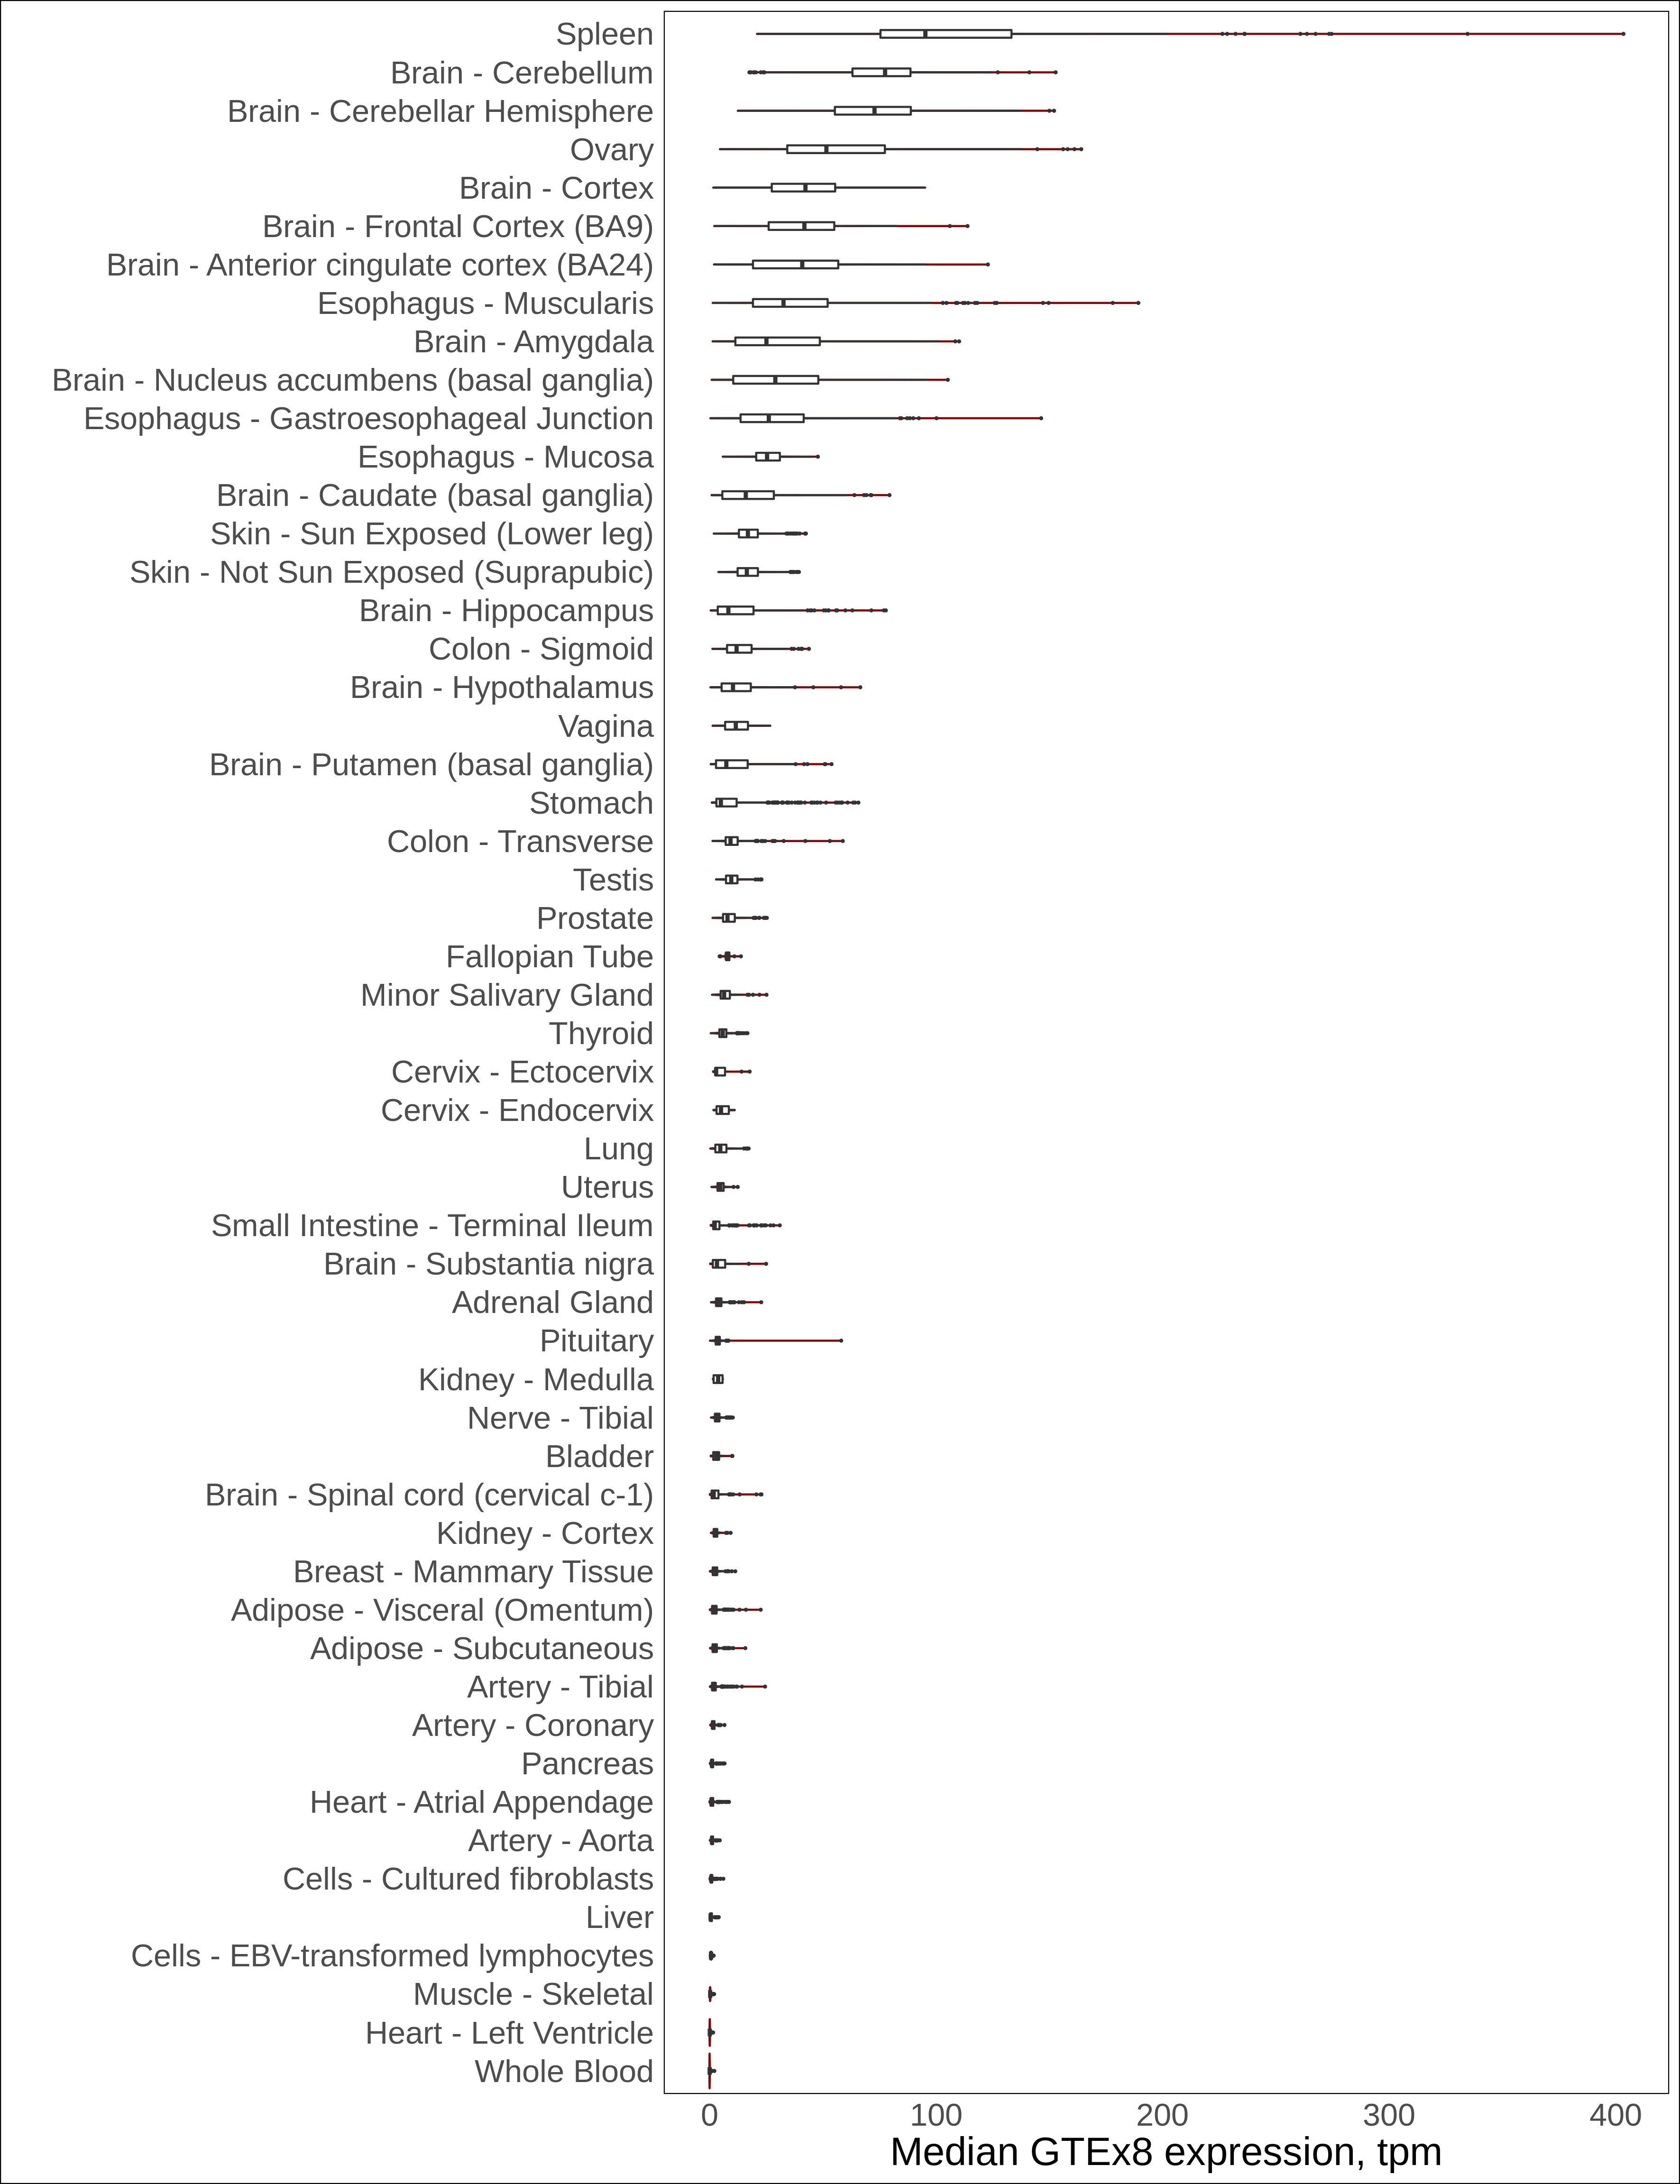 Spleen
Brain - Cerebellum
Brain - Cerebellar Hemisphere
Ovary
Brain - Cortex
Brain - Frontal Cortex (BA9)
Brain - Anterior cingulate cortex (BA24)
Esophagus - Muscularis
Brain - Amygdala
Brain - Nucleus accumbens (basal ganglia)
Esophagus - Gastroesophageal Junction
Esophagus - Mucosa
Brain - Caudate (basal ganglia)
Skin - Sun Exposed (Lower leg)
Skin - Not Sun Exposed (Suprapubic)
Brain - Hippocampus
Colon - Sigmoid
Brain - Hypothalamus
Vagina
Brain - Putamen (basal ganglia)
Stomach
Colon - Transverse
Testis
Prostate
Fallopian Tube
Minor Salivary Gland
Thyroid
Cervix - Ectocervix
Cervix - Endocervix
Lung
Uterus
Small Intestine - Terminal Ileum
Brain - Substantia nigra
Adrenal Gland
Pituitary
Kidney - Medulla
Nerve - Tibial
Bladder
Brain - Spinal cord (cervical c-1)
Kidney - Cortex
Breast - Mammary Tissue
Adipose - Visceral (Omentum)
Adipose - Subcutaneous
Artery - Tibial
Artery - Coronary
Pancreas
Heart - Atrial Appendage
Artery - Aorta
Cells - Cultured fibroblasts
Liver
Cells - EBV-transformed lymphocytes
Muscle - Skeletal
Heart - Left Ventricle
Whole Blood
0 100 200 300 400
Median GTEx8 expression, tpm